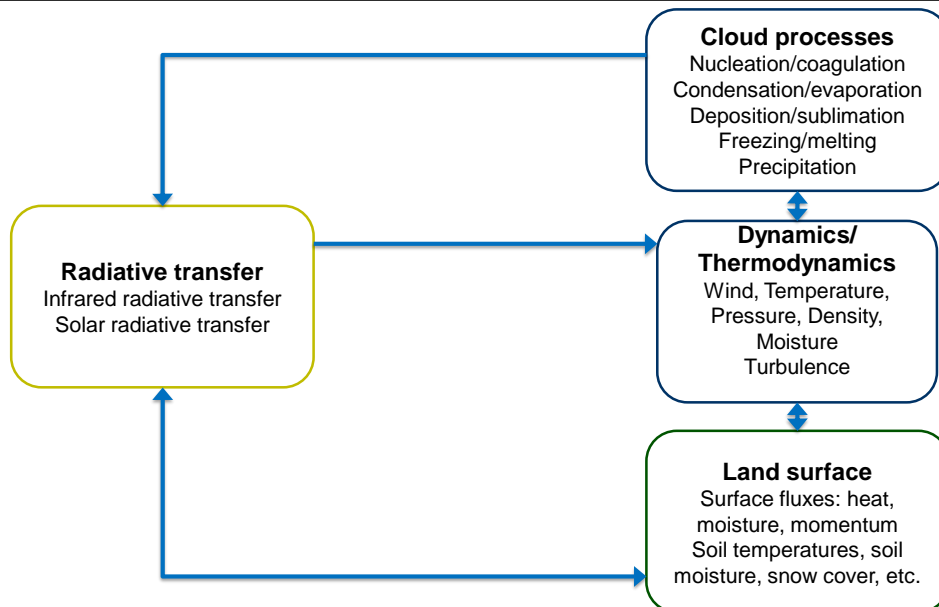 Cloud processes
Nucleation/coagulation
Condensation/evaporation
Deposition/sublimation
Freezing/melting
Precipitation
Radiative transfer
Infrared radiative transfer
Solar radiative transfer
Dynamics/
Thermodynamics
Wind, Temperature,
Pressure, Density,
Moisture
Turbulence
Land surface
Surface fluxes: heat,
moisture, momentum
Soil temperatures, soil
moisture, snow cover, etc.